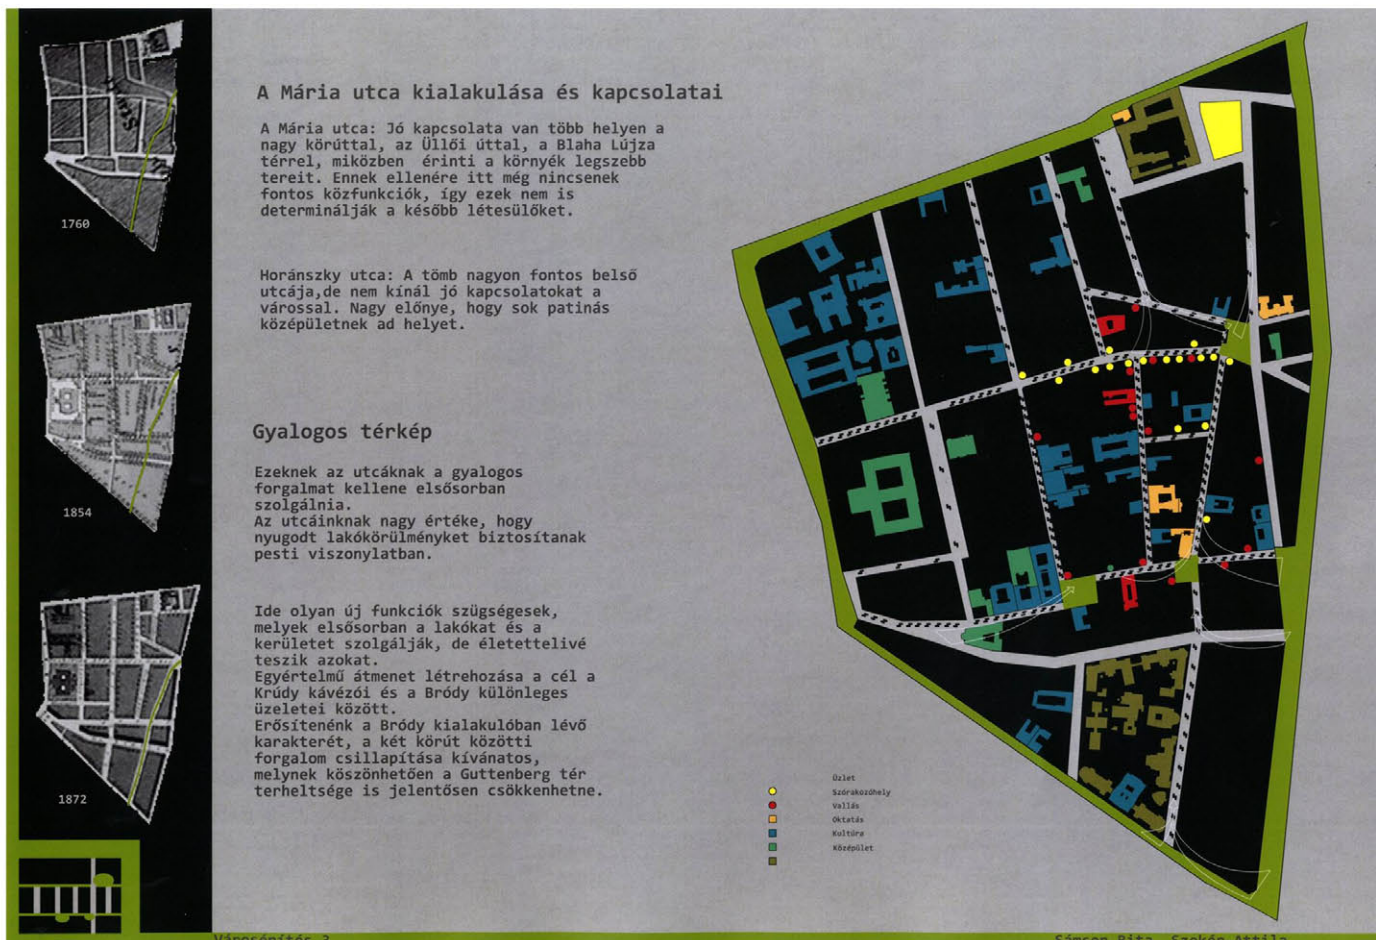 A Mária utca kialakulása és kapcsolatai
A Mária utca: Jó kapcsolata van több helyen a
nagy körúttal, az Üllői úttal, a Blaha Lújza
térrel, miközben érinti a környék legszebb
tereit. Ennek ellenére itt még nincsenek
fontos közfunkciók, így ezek nem is
determinálják a később létesülőket.
Horánszky utca: A tömb nagyon fontos belső
utcája,de nem kínál jó kapcsolatokat a
várossal. Nagy előnye, hogy sok patinás
középületnek ad helyet.
Gyalogos térkép
Ezeknek az utcáknak a gyalogos
forgalmat kellene elsősorban
szolgálnia.
Az utcáinknak nagy értéke, hogy
nyugodt lakókörülményket biztosítanak
pesti viszonylatban.
Ide olyan új funkciók szügségesek,
melyek elsősorban a lakókat és a
kerületet szolgálják, de életettelivé
teszik azokat.
Egyértelmű átmenet létrehozása a cél a
Krúdy kávézói és a Bródy különleges
üzeletei között.
Erősítenénk a Bródy kialakulóban lévő
karakterét, a két körút közötti
forgalom csillapítása kívánatos,
melynek köszönhetően a Guttenberg tér
terheltsége is jelentősen csökkenhetne.
1760
1854
1872
Üzlet
Szórakozóhely
Vallás
Oktatás
Kultúra
Középület
Városépítés 3